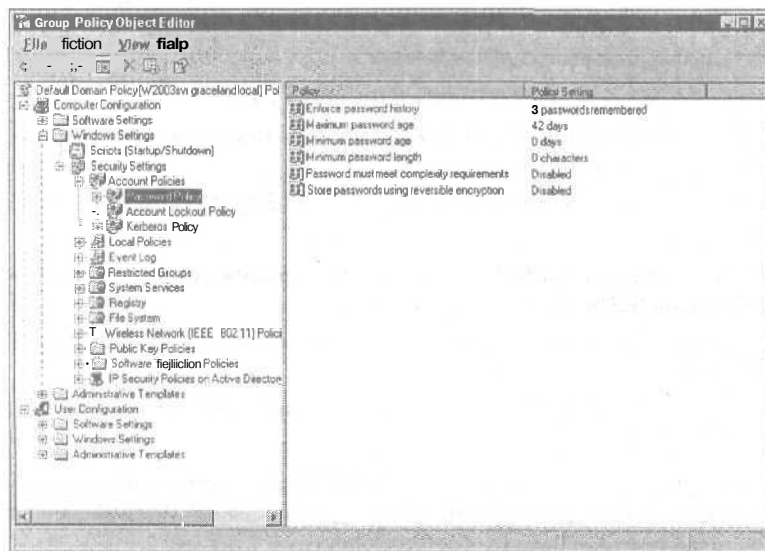 Group Policy Object Editor
File fiction View fialp
Default Domain Policy [W2003svr.graceland.local] Pol
Computer Configuration
Software Settings
Windows Settings
Scripts (Startup/Shutdown)
Security Settings
Account Policies
Password Policy
Account Lockout Policy
Kerberos Policy
Local Policies
Event Log
Restricted Groups
System Services
Registry
File System
T Wireless Network (IEEE 802.11) Polici
Public Key Policies
Software fiejliiclion Policies
IP Security Policies on Active Director
Administrative Templates
User Configuration
Software Settings
Windows Settings
Administrative Templates
Policy Policy Setting
Enforce password history 3 passwords remembered
Maximum password age 42 days
Minimum password age 0 days
Minimum password length 0 characters
Password must meet complexity requirements Disabled
Store passwords using reversible encryption Disabled